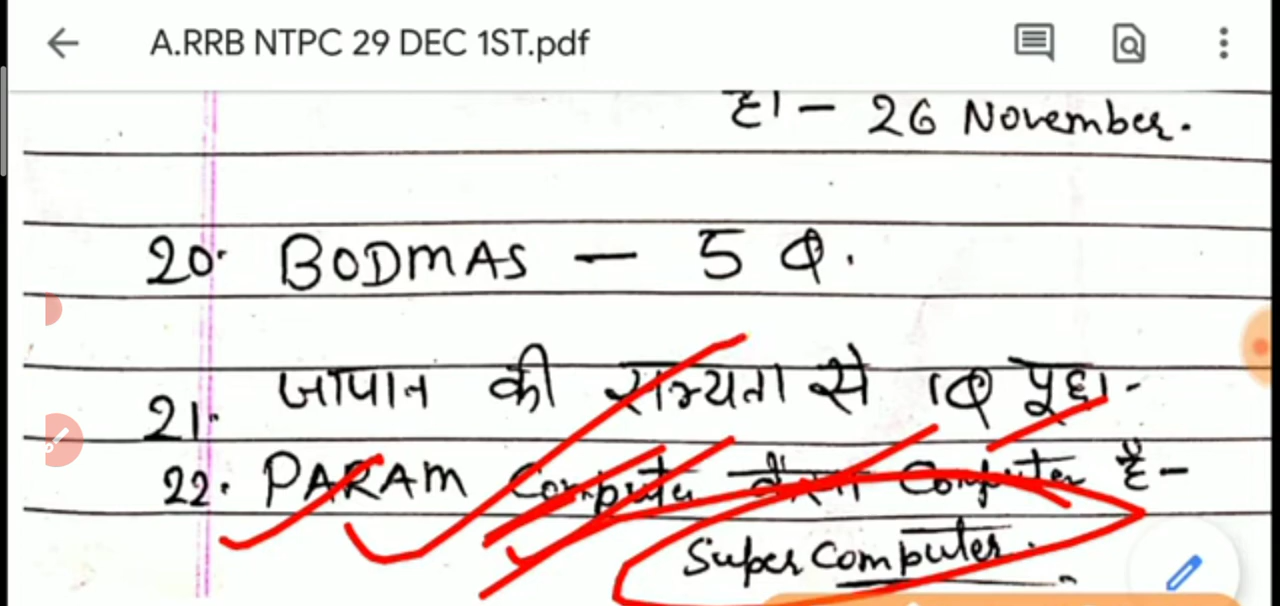 A.RRB NTPC 29 DEC 1ST.pdf
है। - 26 November.
20. BODMAS - 5 Q.
21. जापान की सभ्यता से 1Q पूछा -
22. PARAM Computer कैसा Computer है -
Super Computer.